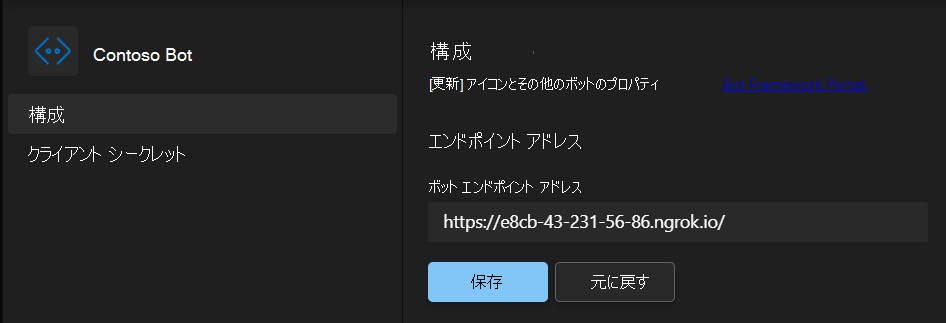 Contoso Bot
構成
クライアント シークレット
構成
[更新] アイコンとその他のボットのプロパティ Bot Framework Portal
エンドポイント アドレス
ボット エンドポイント アドレス
https://e8cb-43-231-56-86.ngrok.io/
保存 元に戻す